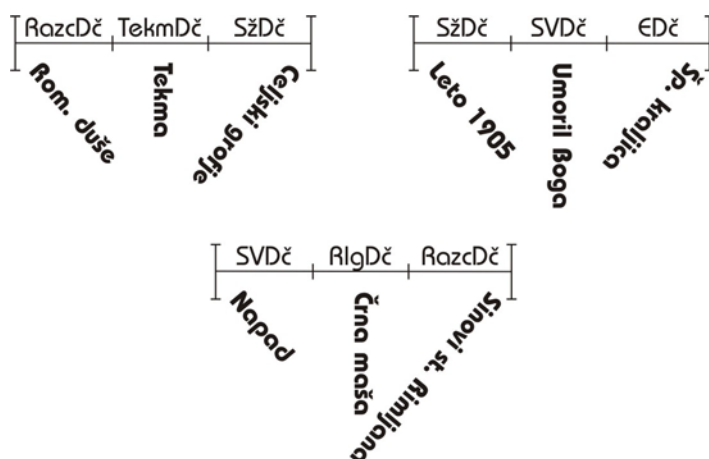 RazcDč TekmDč SžDč
Rom. duše
Tekma
Celjski grofje
SžDč SVDč EDč
Leto 1905
Umoril Boga
Šp. kraljica
SVDč RlgDč RazcDč
Napad
Črna maša
Sinovi st. Rimljana